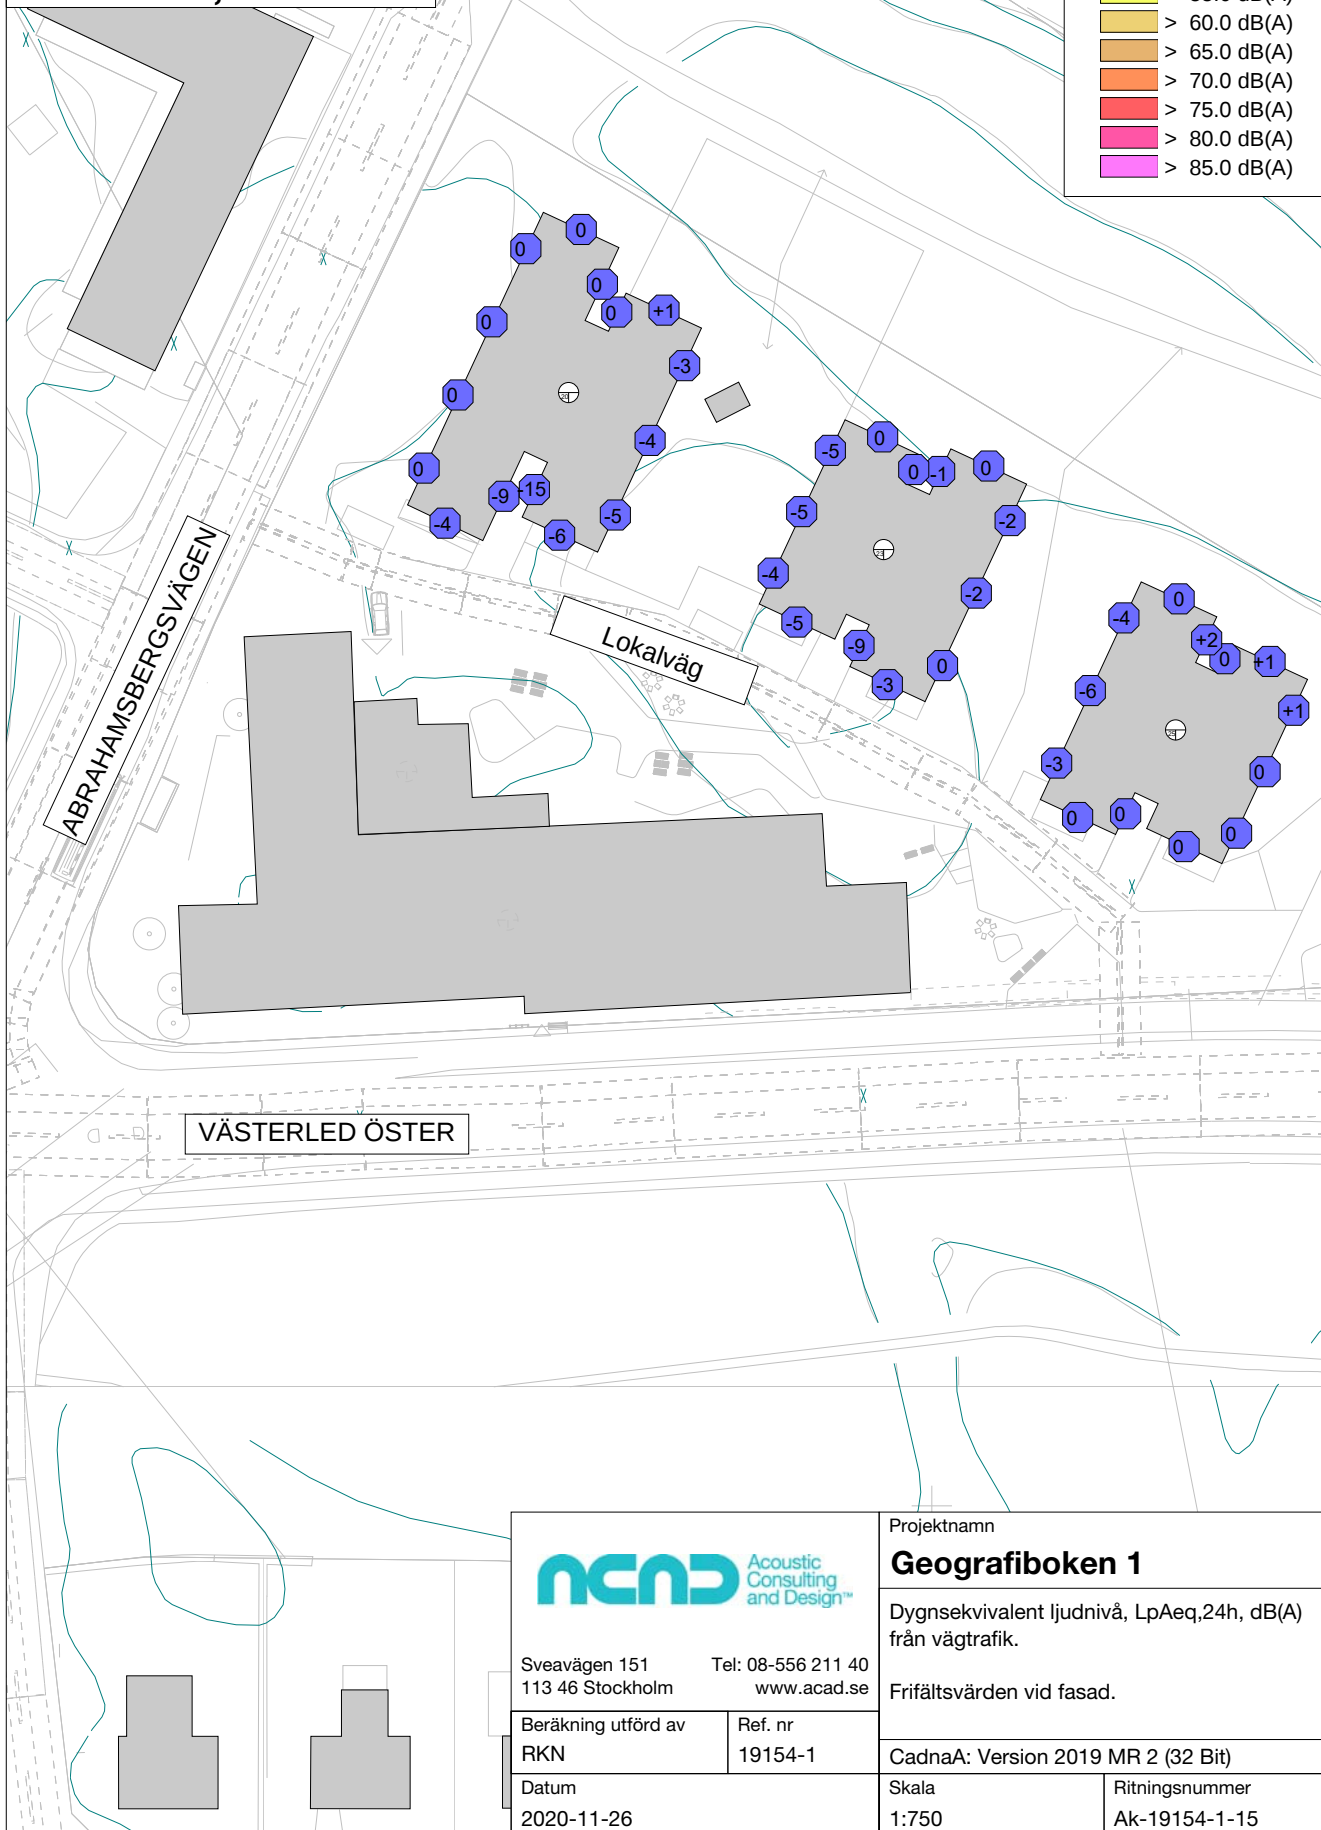 > 60.0 dB(A)
> 65.0 dB(A)
> 70.0 dB(A)
> 75.0 dB(A)
> 80.0 dB(A)
> 85.0 dB(A)
0
0
0
0
+1
0
-3
0
-4
0
-9
-15
-5
-4
-6
20
0
-5
0
-1
0
-5
-2
-4
-2
-5
-9
0
-3
23
0
-4
+2
0
+1
-6
+1
-3
0
0
0
0
0
ABRAHAMSBERGSVÄGEN
Lokalväg
VÄSTERLED ÖSTER
ACAD
Acoustic
Consulting
and Design™
Sveavägen 151
113 46 Stockholm
Tel: 08-556 211 40
www.acad.se
Beräkning utförd av
RKN
Ref. nr
19154-1
Datum
2020-11-26
Projektnamn
Geografiboken 1
Dygnsekvivalent ljudnivå, LpAeq,24h, dB(A)
från vägtrafik.
Frifältsvärden vid fasad.
CadnaA: Version 2019 MR 2 (32 Bit)
Skala
1:750
Ritningsnummer
Ak-19154-1-15